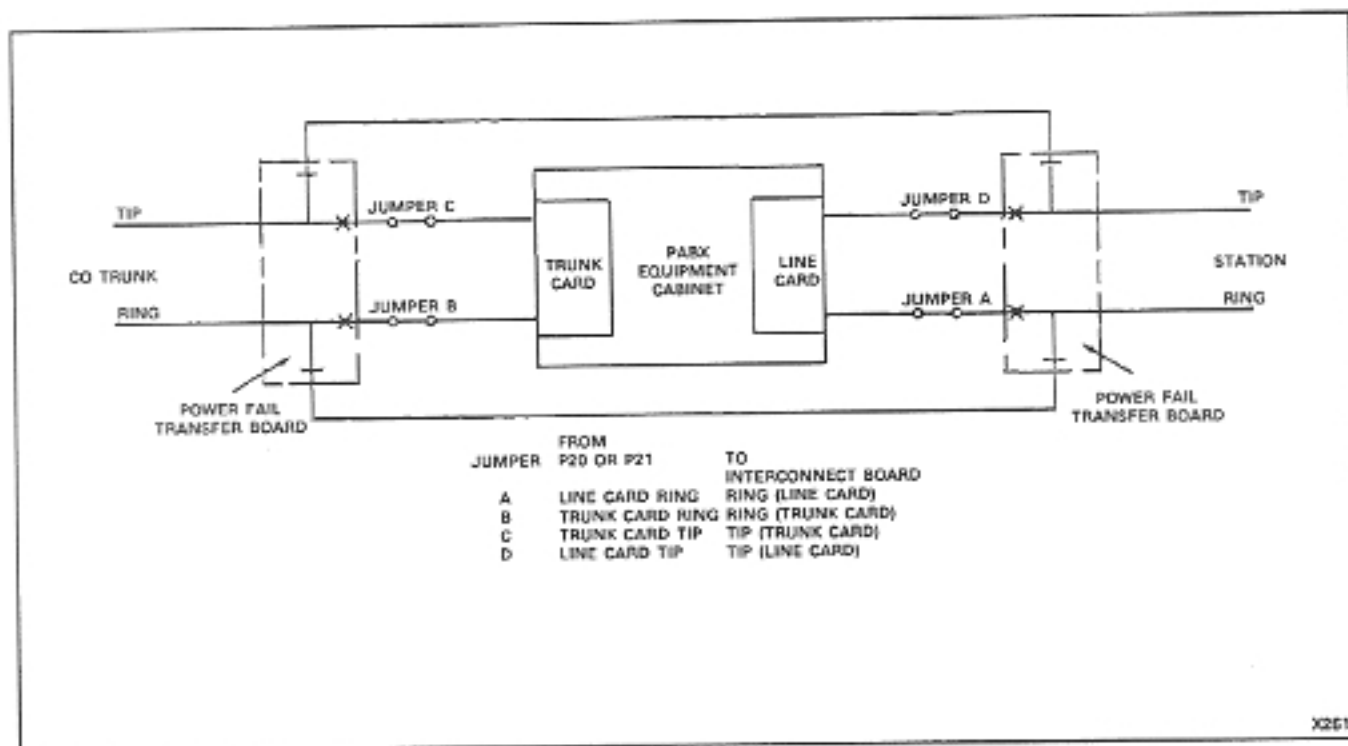 TIP
JUMPER C
JUMPER D
TIP
CO TRUNK
TRUNK
CARD
PABX
EQUIPMENT
CABINET
LINE
CARD
STATION
RING
JUMPER B
JUMPER A
RING
POWER FAIL
TRANSFER BOARD
POWER FAIL
TRANSFER BOARD
FROM
JUMPER P20 OR P21 TO
INTERCONNECT BOARD
A LINE CARD RING RING (LINE CARD)
B TRUNK CARD RING RING (TRUNK CARD)
C TRUNK CARD TIP TIP (TRUNK CARD)
D LINE CARD TIP TIP (LINE CARD)
X261